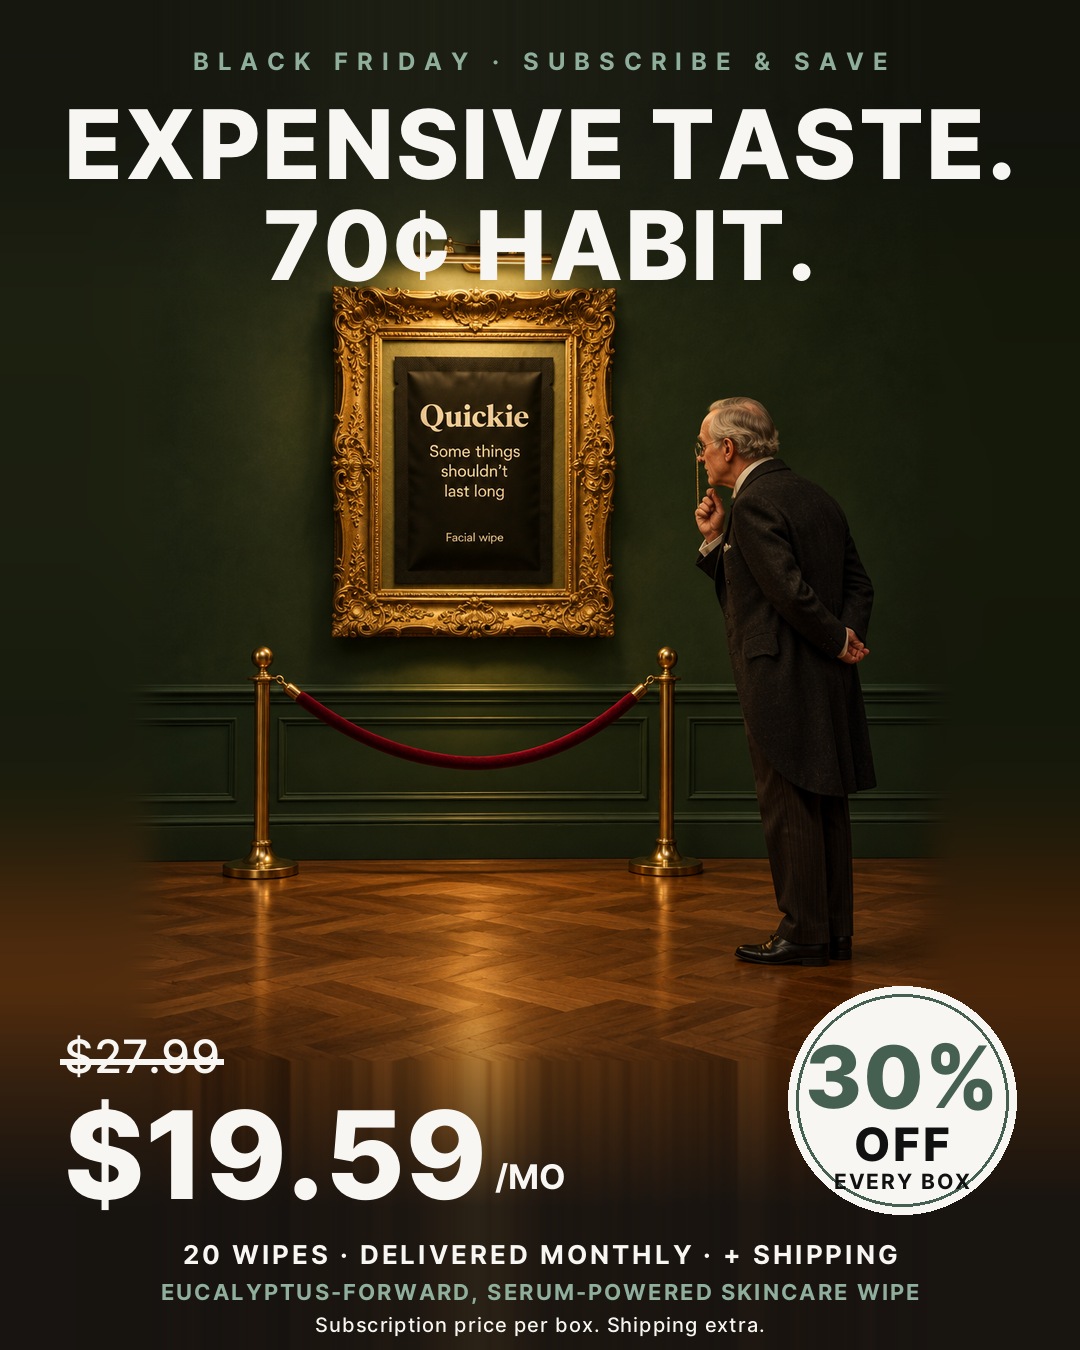 BLACK FRIDAY · SUBSCRIBE & SAVE
EXPENSIVE TASTE.
70¢ HABIT.
Quickie
Some things
shouldn't
last long
Facial wipe
$27.99
$19.59 /MO
30%
OFF
EVERY BOX
20 WIPES · DELIVERED MONTHLY · + SHIPPING
EUCALYPTUS-FORWARD, SERUM-POWERED SKINCARE WIPE
Subscription price per box. Shipping extra.